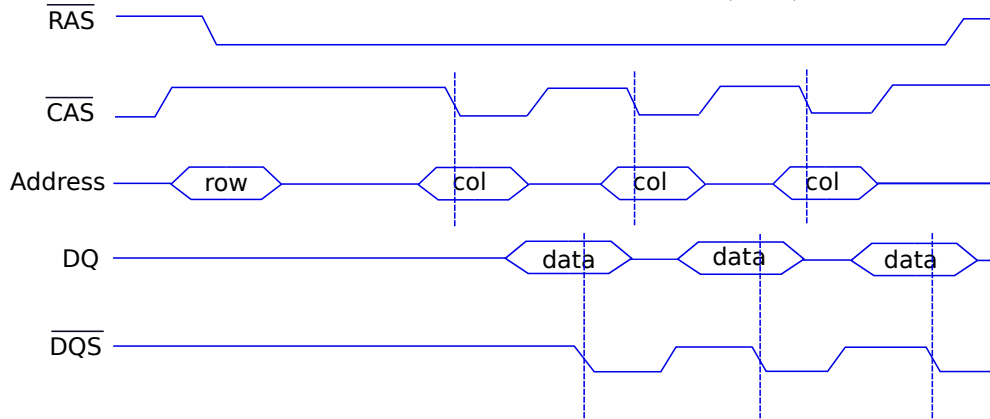 RAS
CAS
Address row col col col
DQ data data data
DQS